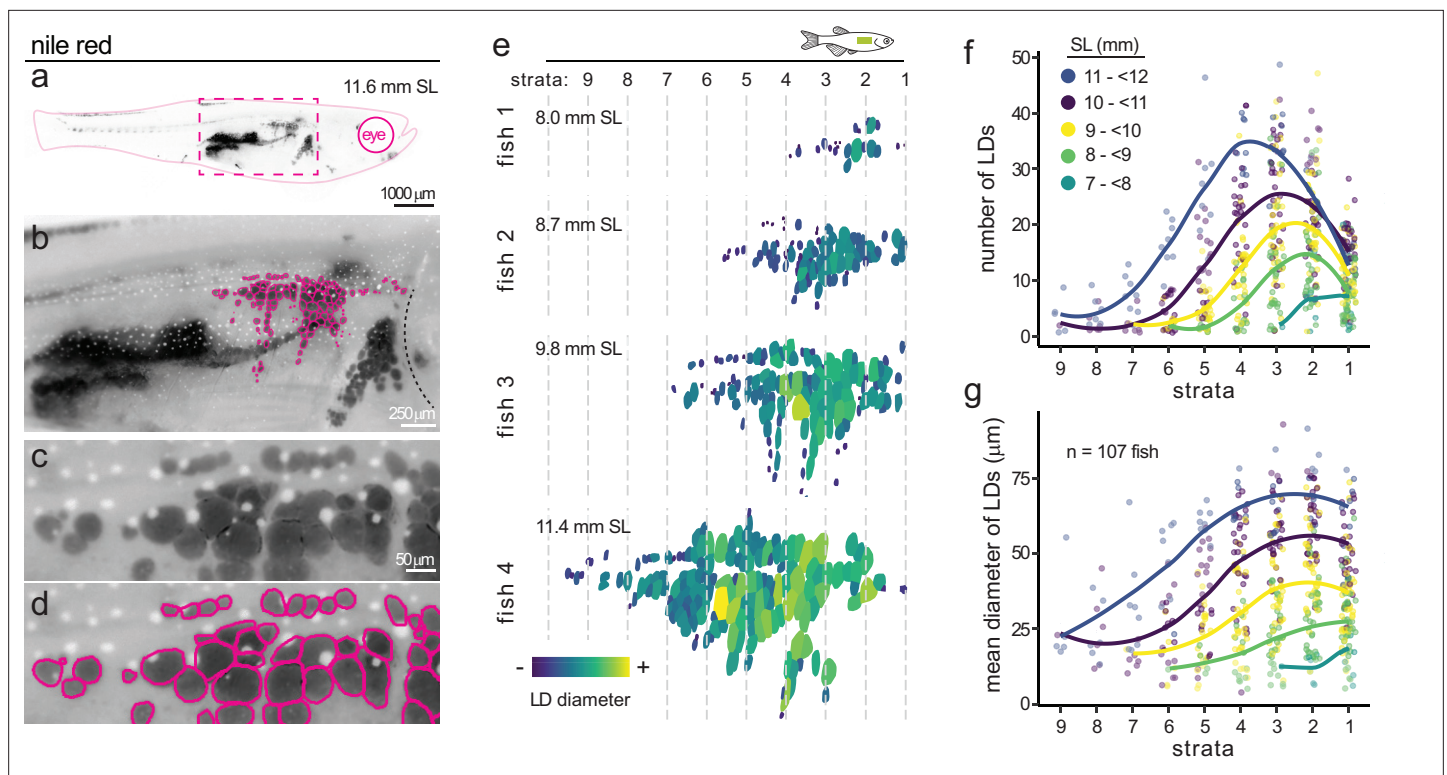 nile red
a
11.6 mm SL
eye
1000 µm
b
250 µm
c
50 µm
d
e
strata: 9 8 7 6 5 4 3 2 1
fish 1
8.0 mm SL
fish 2
8.7 mm SL
fish 3
9.8 mm SL
fish 4
11.4 mm SL
- +
LD diameter
f
SL (mm)
11 - <12
10 - <11
9 - <10
8 - <9
7 - <8
number of LDs
50
40
30
20
10
0
9 8 7 6 5 4 3 2 1
strata
g
n = 107 fish
mean diameter of LDs (µm)
75
50
25
0
9 8 7 6 5 4 3 2 1
strata